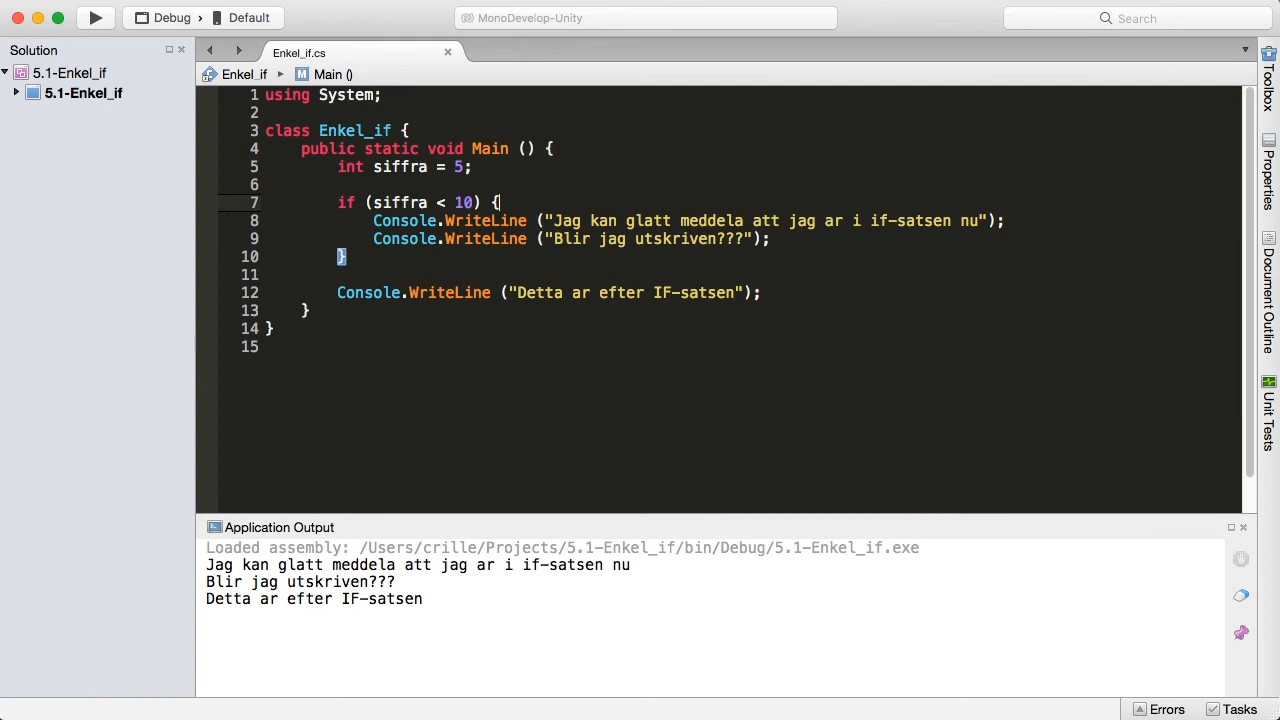 Debug > Default
MonoDevelop-Unity
Search
Solution
5.1-Enkel_if
5.1-Enkel_if
Enkel_if.cs
Enkel_if
M Main ()
1 using System;
2
3 class Enkel_if {
4 public static void Main () {
5 int siffra = 5;
6
7 if (siffra < 10) {
8 Console.WriteLine ("Jag kan glatt meddela att jag ar i if-satsen nu");
9 Console.WriteLine ("Blir jag utskriven???");
10 }
11
12 Console.WriteLine ("Detta ar efter IF-satsen");
13 }
14 }
15
Toolbox
Properties
Document Outline
Unit Tests
Application Output
Loaded assembly: /Users/crille/Projects/5.1-Enkel_if/bin/Debug/5.1-Enkel_if.exe
Jag kan glatt meddela att jag ar i if-satsen nu
Blir jag utskriven???
Detta ar efter IF-satsen
Errors
Tasks